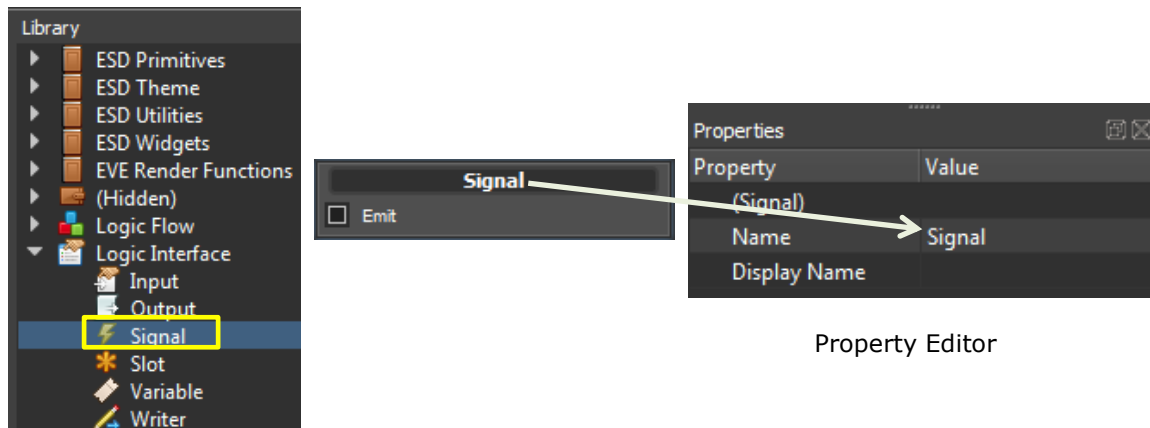 Library
ESD Primitives
ESD Theme
ESD Utilities
ESD Widgets
EVE Render Functions
(Hidden)
Logic Flow
Logic Interface
Input
Output
Signal
Slot
Variable
Writer
Signal
Emit
Properties
Property Value
(Signal)
Name Signal
Display Name
Property Editor